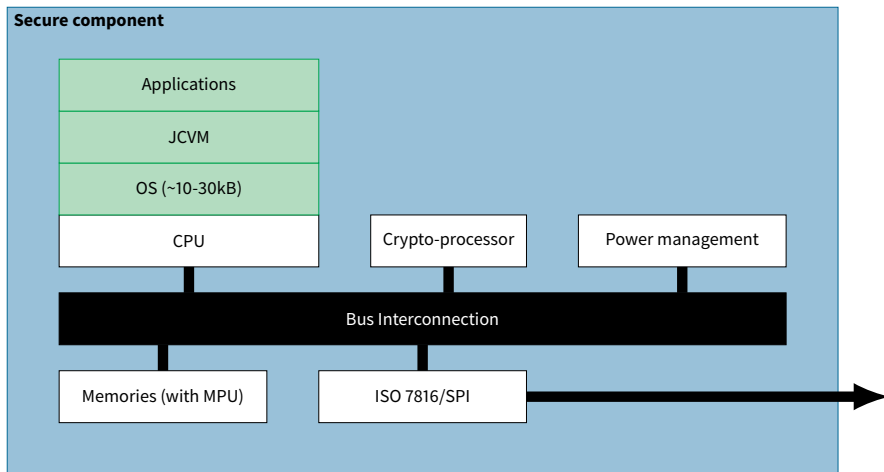 Secure component
Applications
JCVM
OS (~10-30kB)
CPU
Crypto-processor
Power management
Bus Interconnection
Memories (with MPU)
ISO 7816/SPI